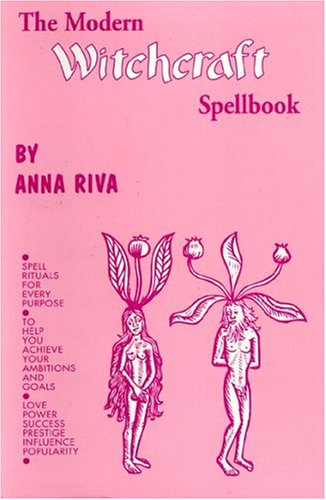 The Modern
Witchcraft
Spellbook
BY
ANNA RIVA
● SPELL
RITUALS
FOR
EVERY
PURPOSE
● TO
HELP
YOU
ACHIEVE
YOUR
AMBITIONS
AND
GOALS
● LOVE
POWER
SUCCESS
PRESTIGE
INFLUENCE
POPULARITY
●